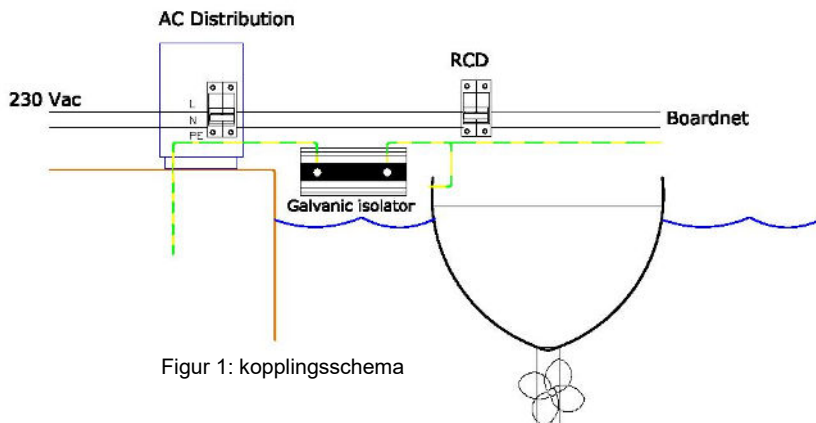 AC Distribution
RCD
230 Vac
L
N
PE
Boardnet
Galvanic isolator
Figur 1: kopplingsschema